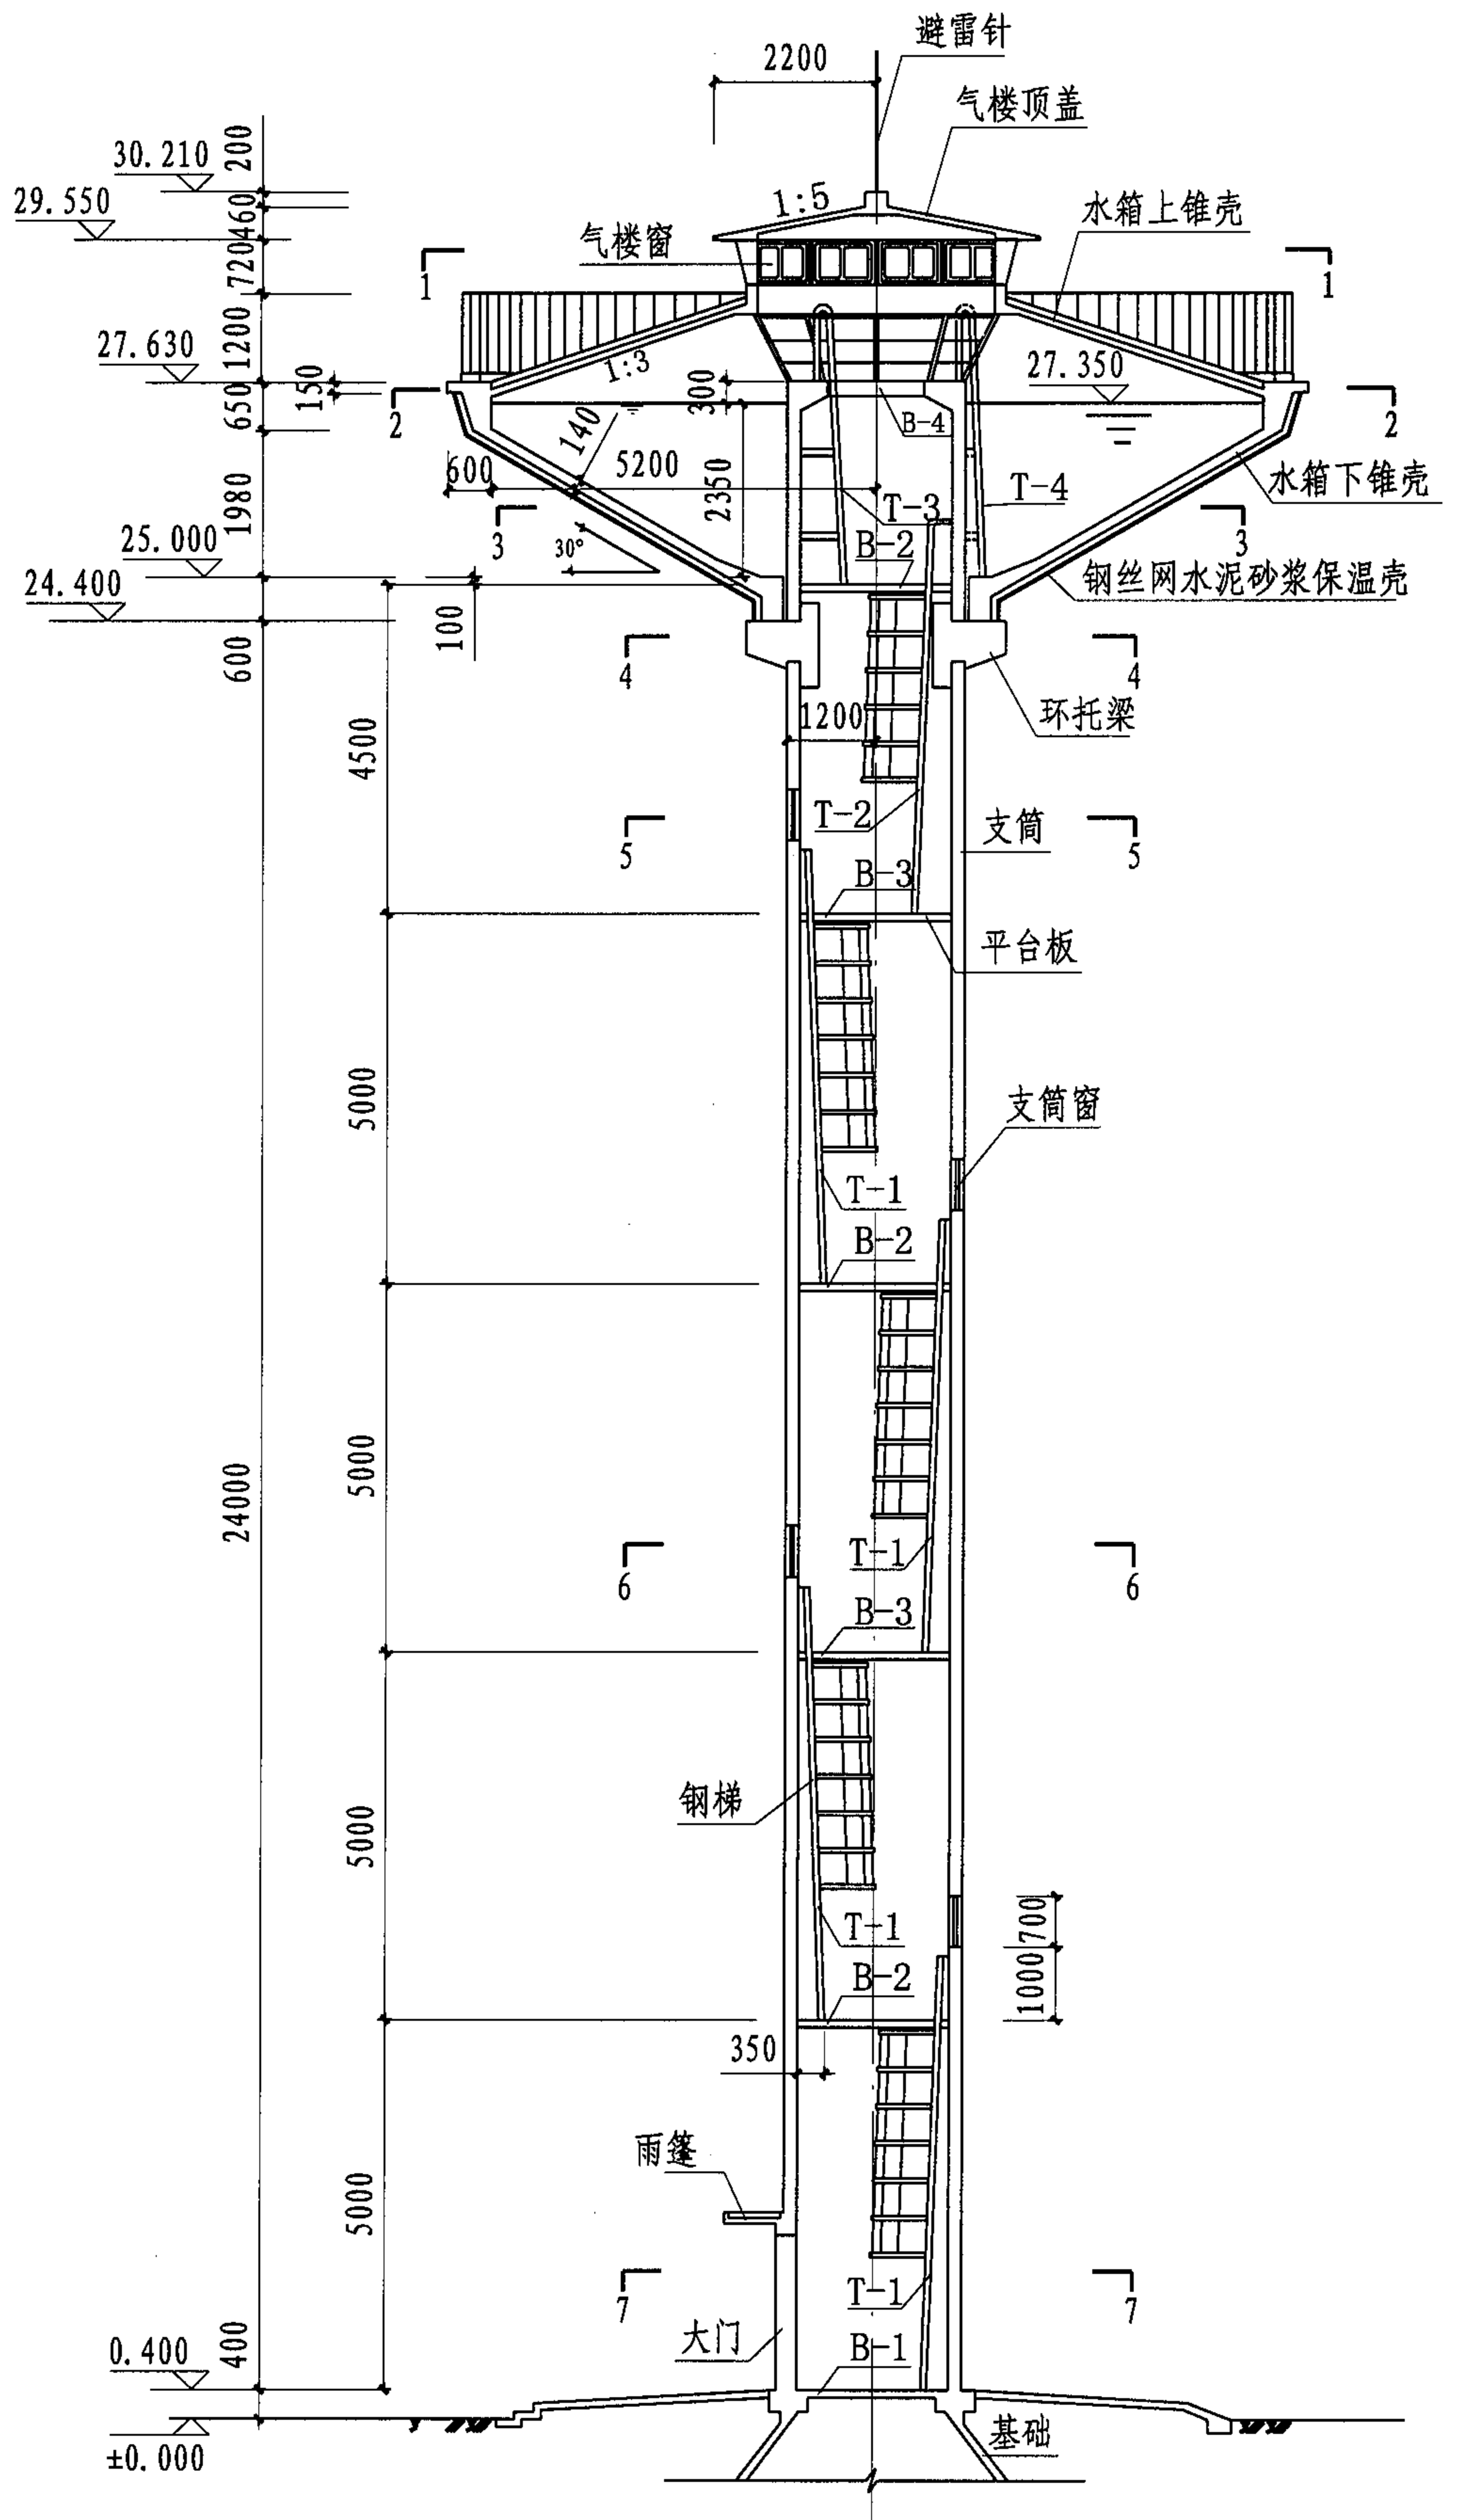 避雷针
2200
气楼顶盖
200
30.210
29.550
460
1:5
水箱上锥壳
气楼窗
720
1
1
1200
27.630
1:3
150
300
27.350
650
2
B-4
2
140
600
5200
2350
T-3
T-4
水箱下锥壳
1980
3
3
25.000
30°
B-2
24.400
钢丝网水泥砂浆保温壳
100
600
4
4
环托梁
1200
4500
T-2
支筒
5
5
B-3
平台板
5000
支筒窗
T-1
B-2
5000
24000
T-1
6
6
B-3
钢梯
5000
700
T-1
1000
B-2
350
雨篷
5000
T-1
7
7
大门
400
0.400
B-1
基础
±0.000